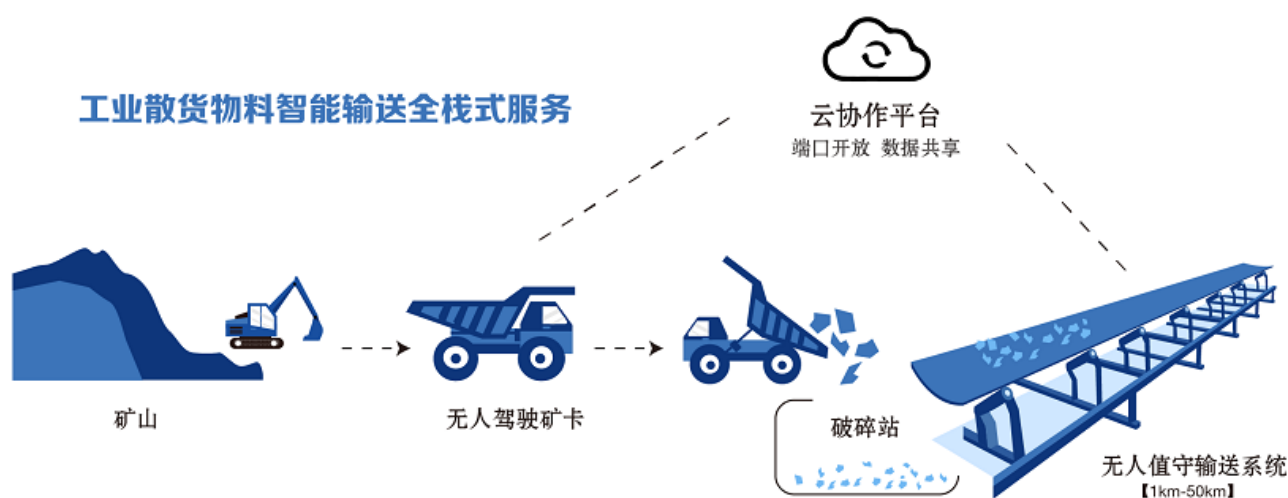 工业散货物料智能输送全栈式服务
云协作平台
端口开放 数据共享
矿山
无人驾驶矿卡
破碎站
无人值守输送系统
【1km-50km】